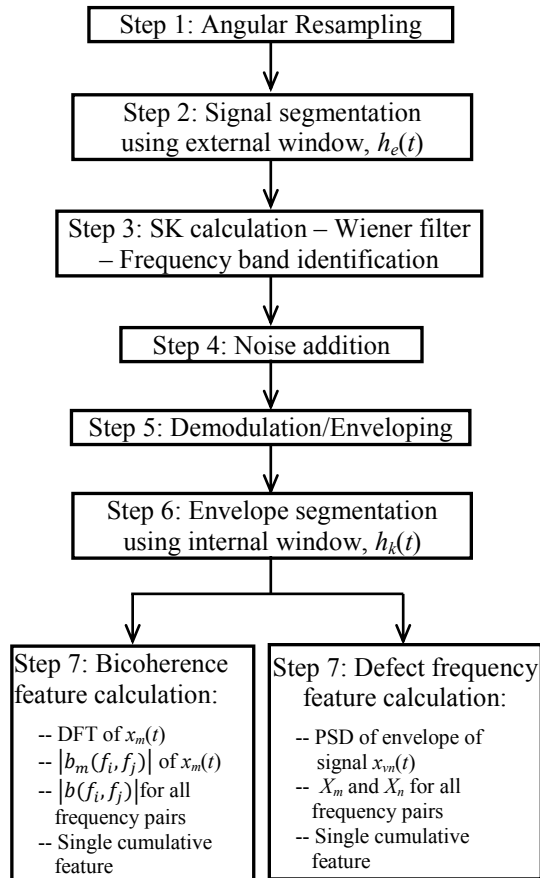 Step 1: Angular Resampling
Step 2: Signal segmentation
using external window, hₑ(t)
Step 3: SK calculation – Wiener filter
– Frequency band identification
Step 4: Noise addition
Step 5: Demodulation/Enveloping
Step 6: Envelope segmentation
using internal window, hₖ(t)
Step 7: Bicoherence
feature calculation:
-- DFT of xₘ(t)
-- |bₘ(fᵢ, fⱼ)| of xₘ(t)
-- |b(fᵢ, fⱼ)|for all
frequency pairs
-- Single cumulative
feature
Step 7: Defect frequency
feature calculation:
-- PSD of envelope of
signal xᵥₙ(t)
-- Xₘ and Xₙ for all
frequency pairs
-- Single cumulative
feature